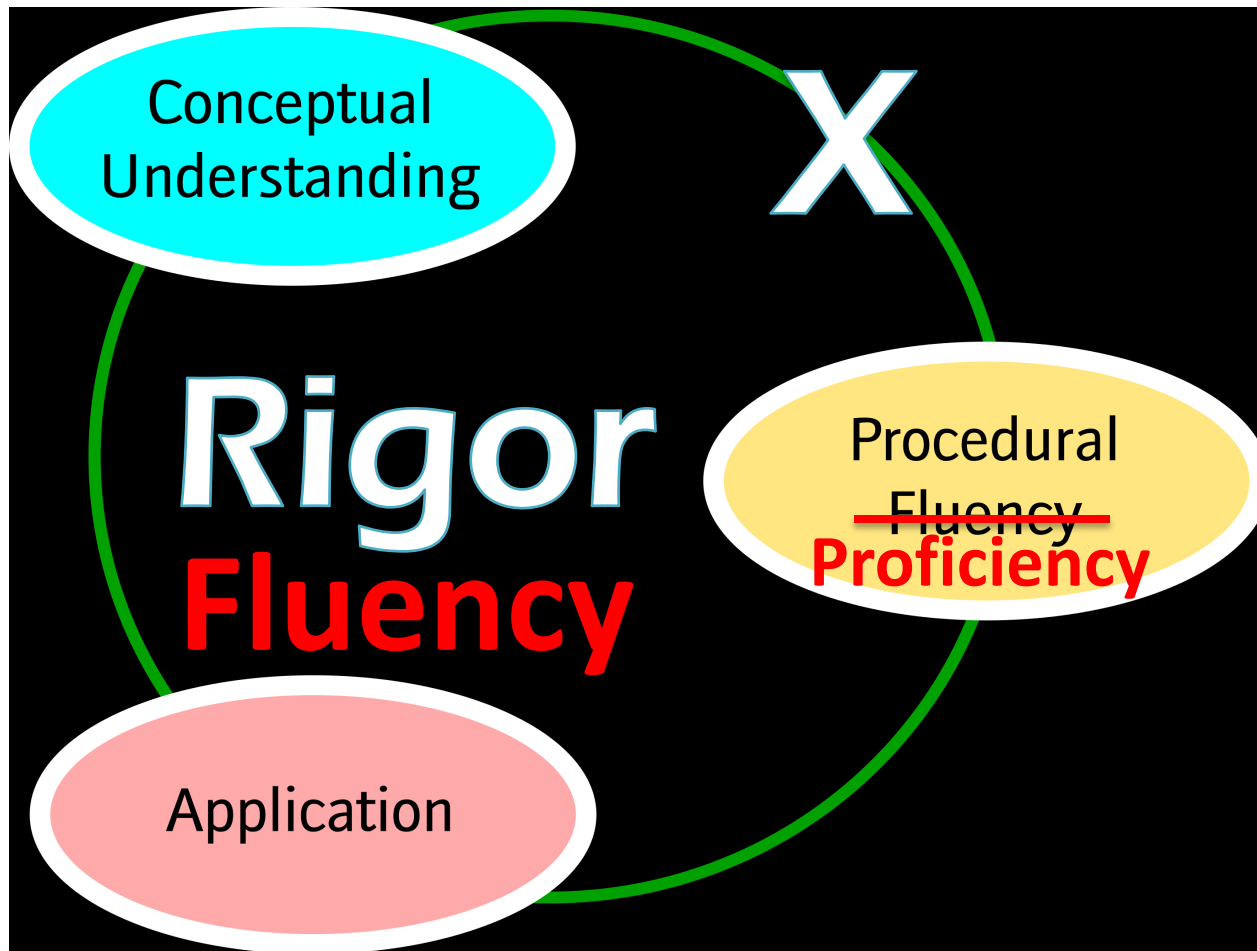 Conceptual
Understanding
X
Rigor
Fluency
Procedural
Fluency
Proficiency
Application